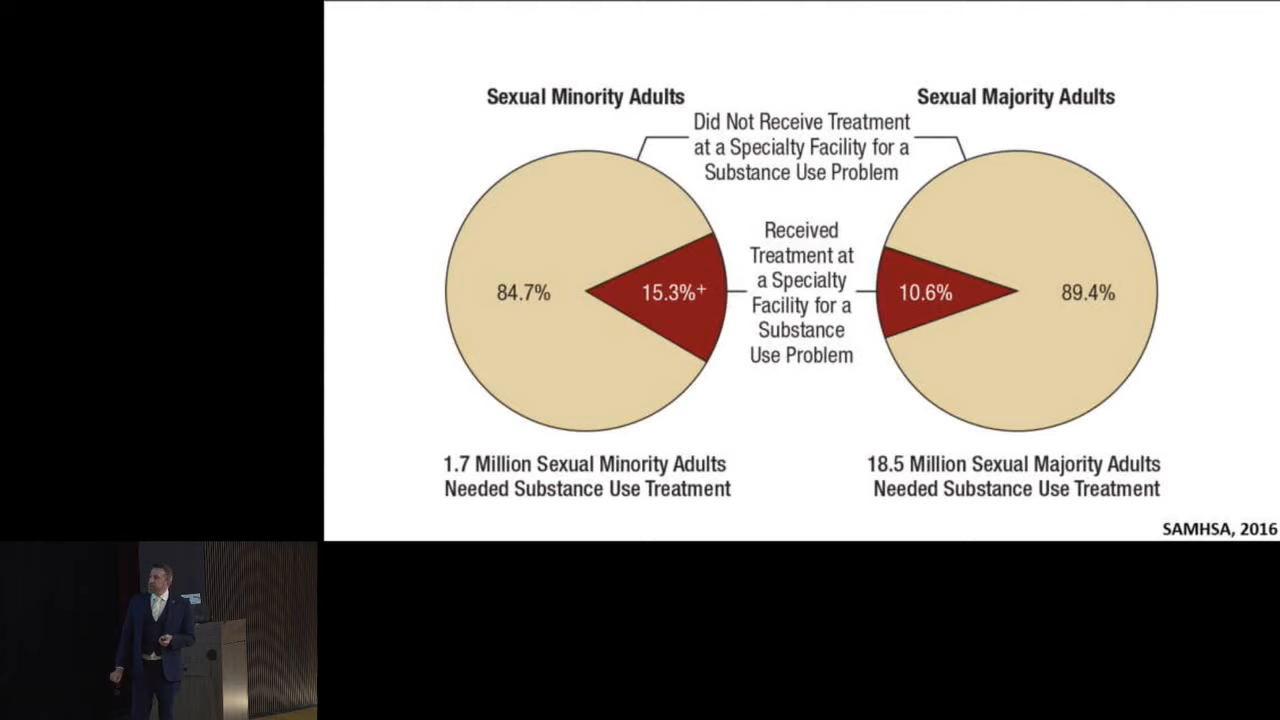 Sexual Minority Adults
Sexual Majority Adults
Did Not Receive Treatment
at a Specialty Facility for a
Substance Use Problem
Received
Treatment at
a Specialty
Facility for a
Substance
Use Problem
84.7%
15.3%+
10.6%
89.4%
1.7 Million Sexual Minority Adults
Needed Substance Use Treatment
18.5 Million Sexual Majority Adults
Needed Substance Use Treatment
SAMHSA, 2016